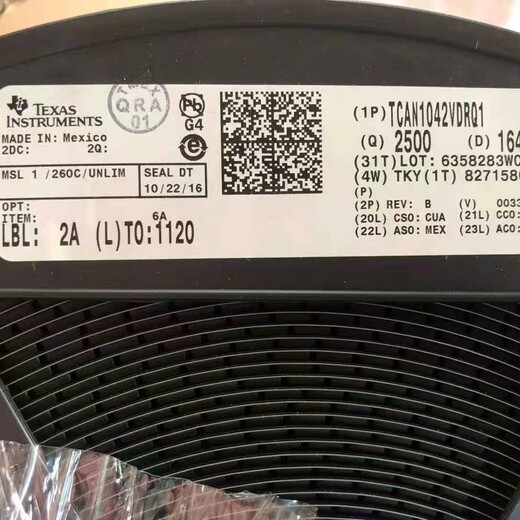 TEXAS
INSTRUMENTS
MADE IN: Mexico
2DC: 2Q:
MSL 1 /260C/UNLIM
SEAL DT
10/22/16
OPT:
ITEM: 6A
LBL: 2A (L)TO:1120
QRA
01
Pb
G4
e
(1P)TCAN1042VDRQ1
(Q) 2500 (D) 164
(31T)LOT: 6358283WC
(4W) TKY(1T) 8271586
(P)
(2P) REV: B (V) 0033
(20L) CSO: CUA (21L) CCO:
(22L) ASO: MEX (23L) ACO: